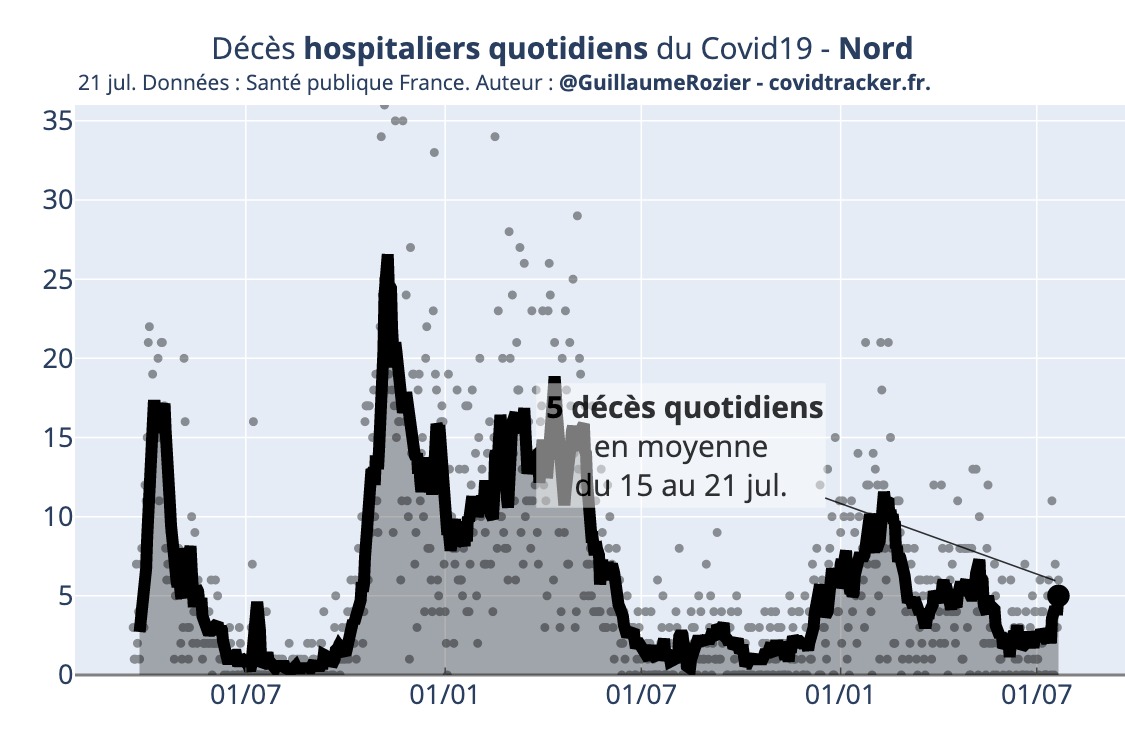 Décès hospitaliers quotidiens du Covid19 - Nord
21 jul. Données : Santé publique France. Auteur : @GuillaumeRozier - covidtracker.fr.
35
30
25
20
15
10
5
0
5 décès quotidiens
en moyenne
du 15 au 21 jul.
01/07
01/01
01/07
01/01
01/07